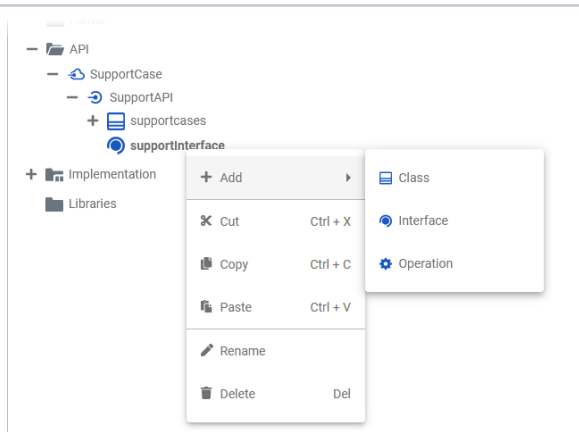 API
SupportCase
SupportAPI
supportcases
supportInterface
Implementation
Libraries
Add
Cut Ctrl + X
Copy Ctrl + C
Paste Ctrl + V
Rename
Delete Del
Class
Interface
Operation